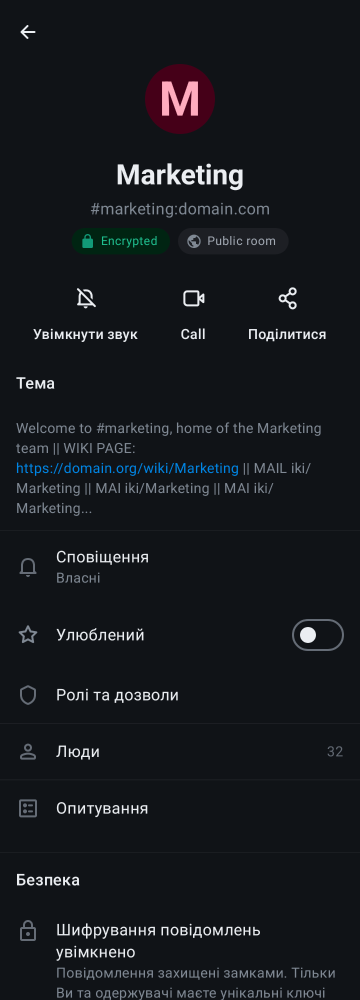 M
Marketing
#marketing:domain.com
Encrypted
Public room
Увімкнути звук
Call
Поділитися
Тема
Welcome to #marketing, home of the Marketing
team || WIKI PAGE:
https://domain.org/wiki/Marketing || MAIL iki/
Marketing || MAI iki/Marketing || MAI iki/
Marketing...
Сповіщення
Власні
Улюблений
Ролі та дозволи
Люди 32
Опитування
Безпека
Шифрування повідомлень
увімкнено
Повідомлення захищені замками. Тільки
Ви та одержувачі маєте унікальні ключі